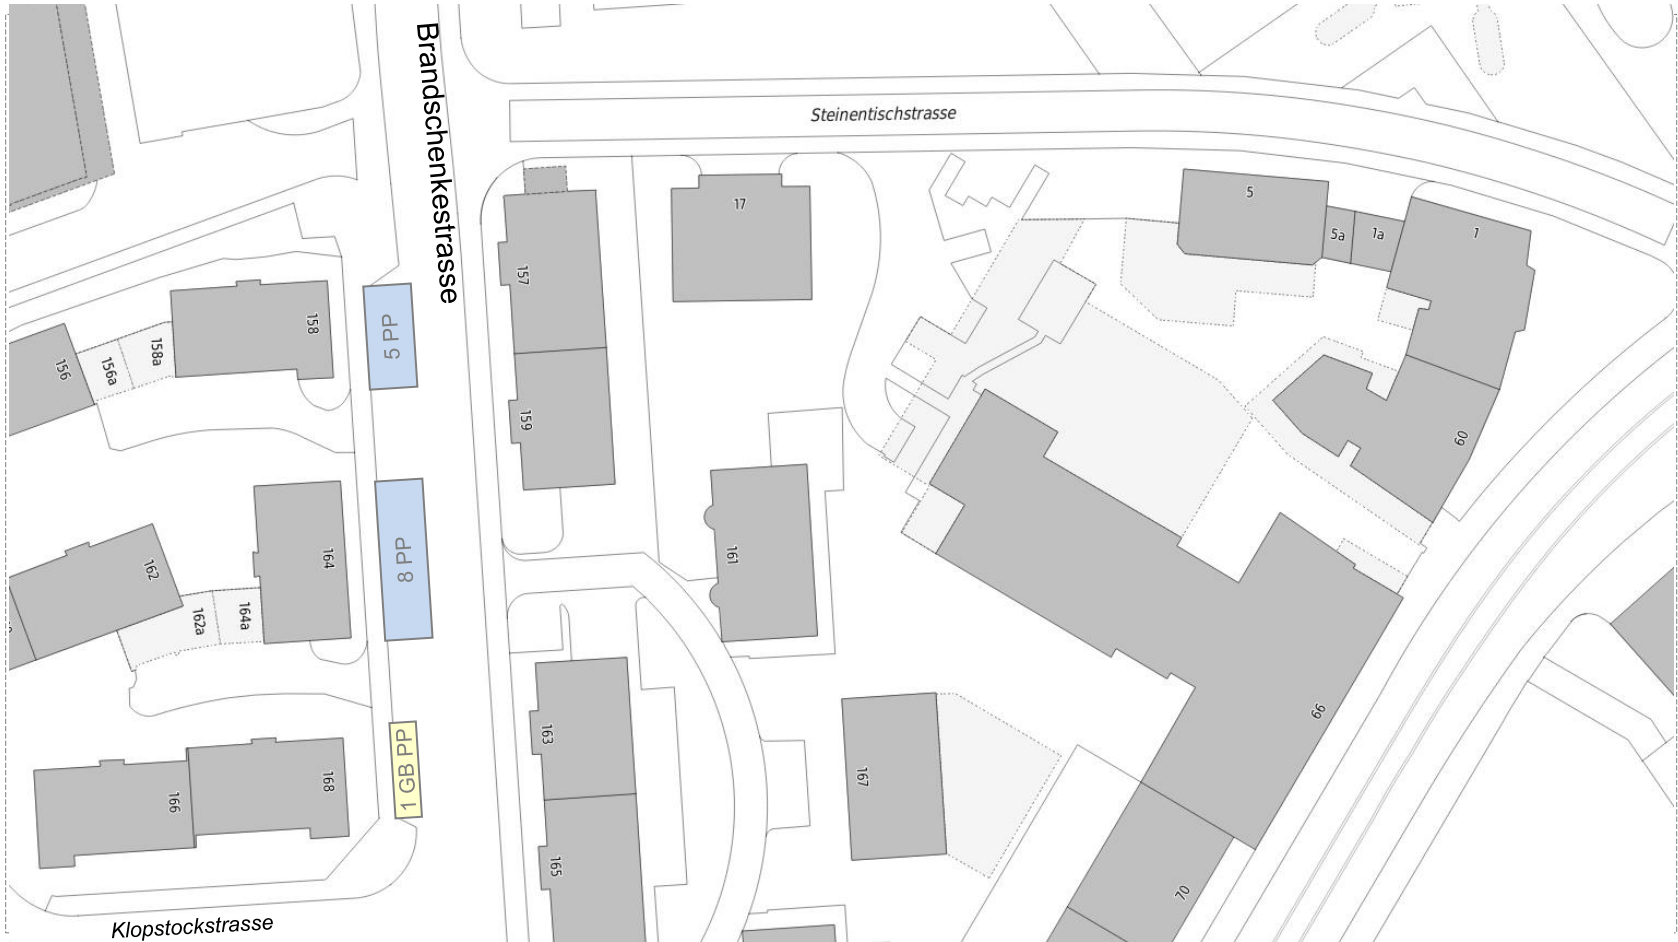 Brandschenkestrasse
Steinentischstrasse
5
5a
1a
1
17
157
158
5 PP
158a
156a
156
159
60
8 PP
164
161
162
164a
162a
66
163
167
1 GB PP
168
166
165
70
Klopstockstrasse